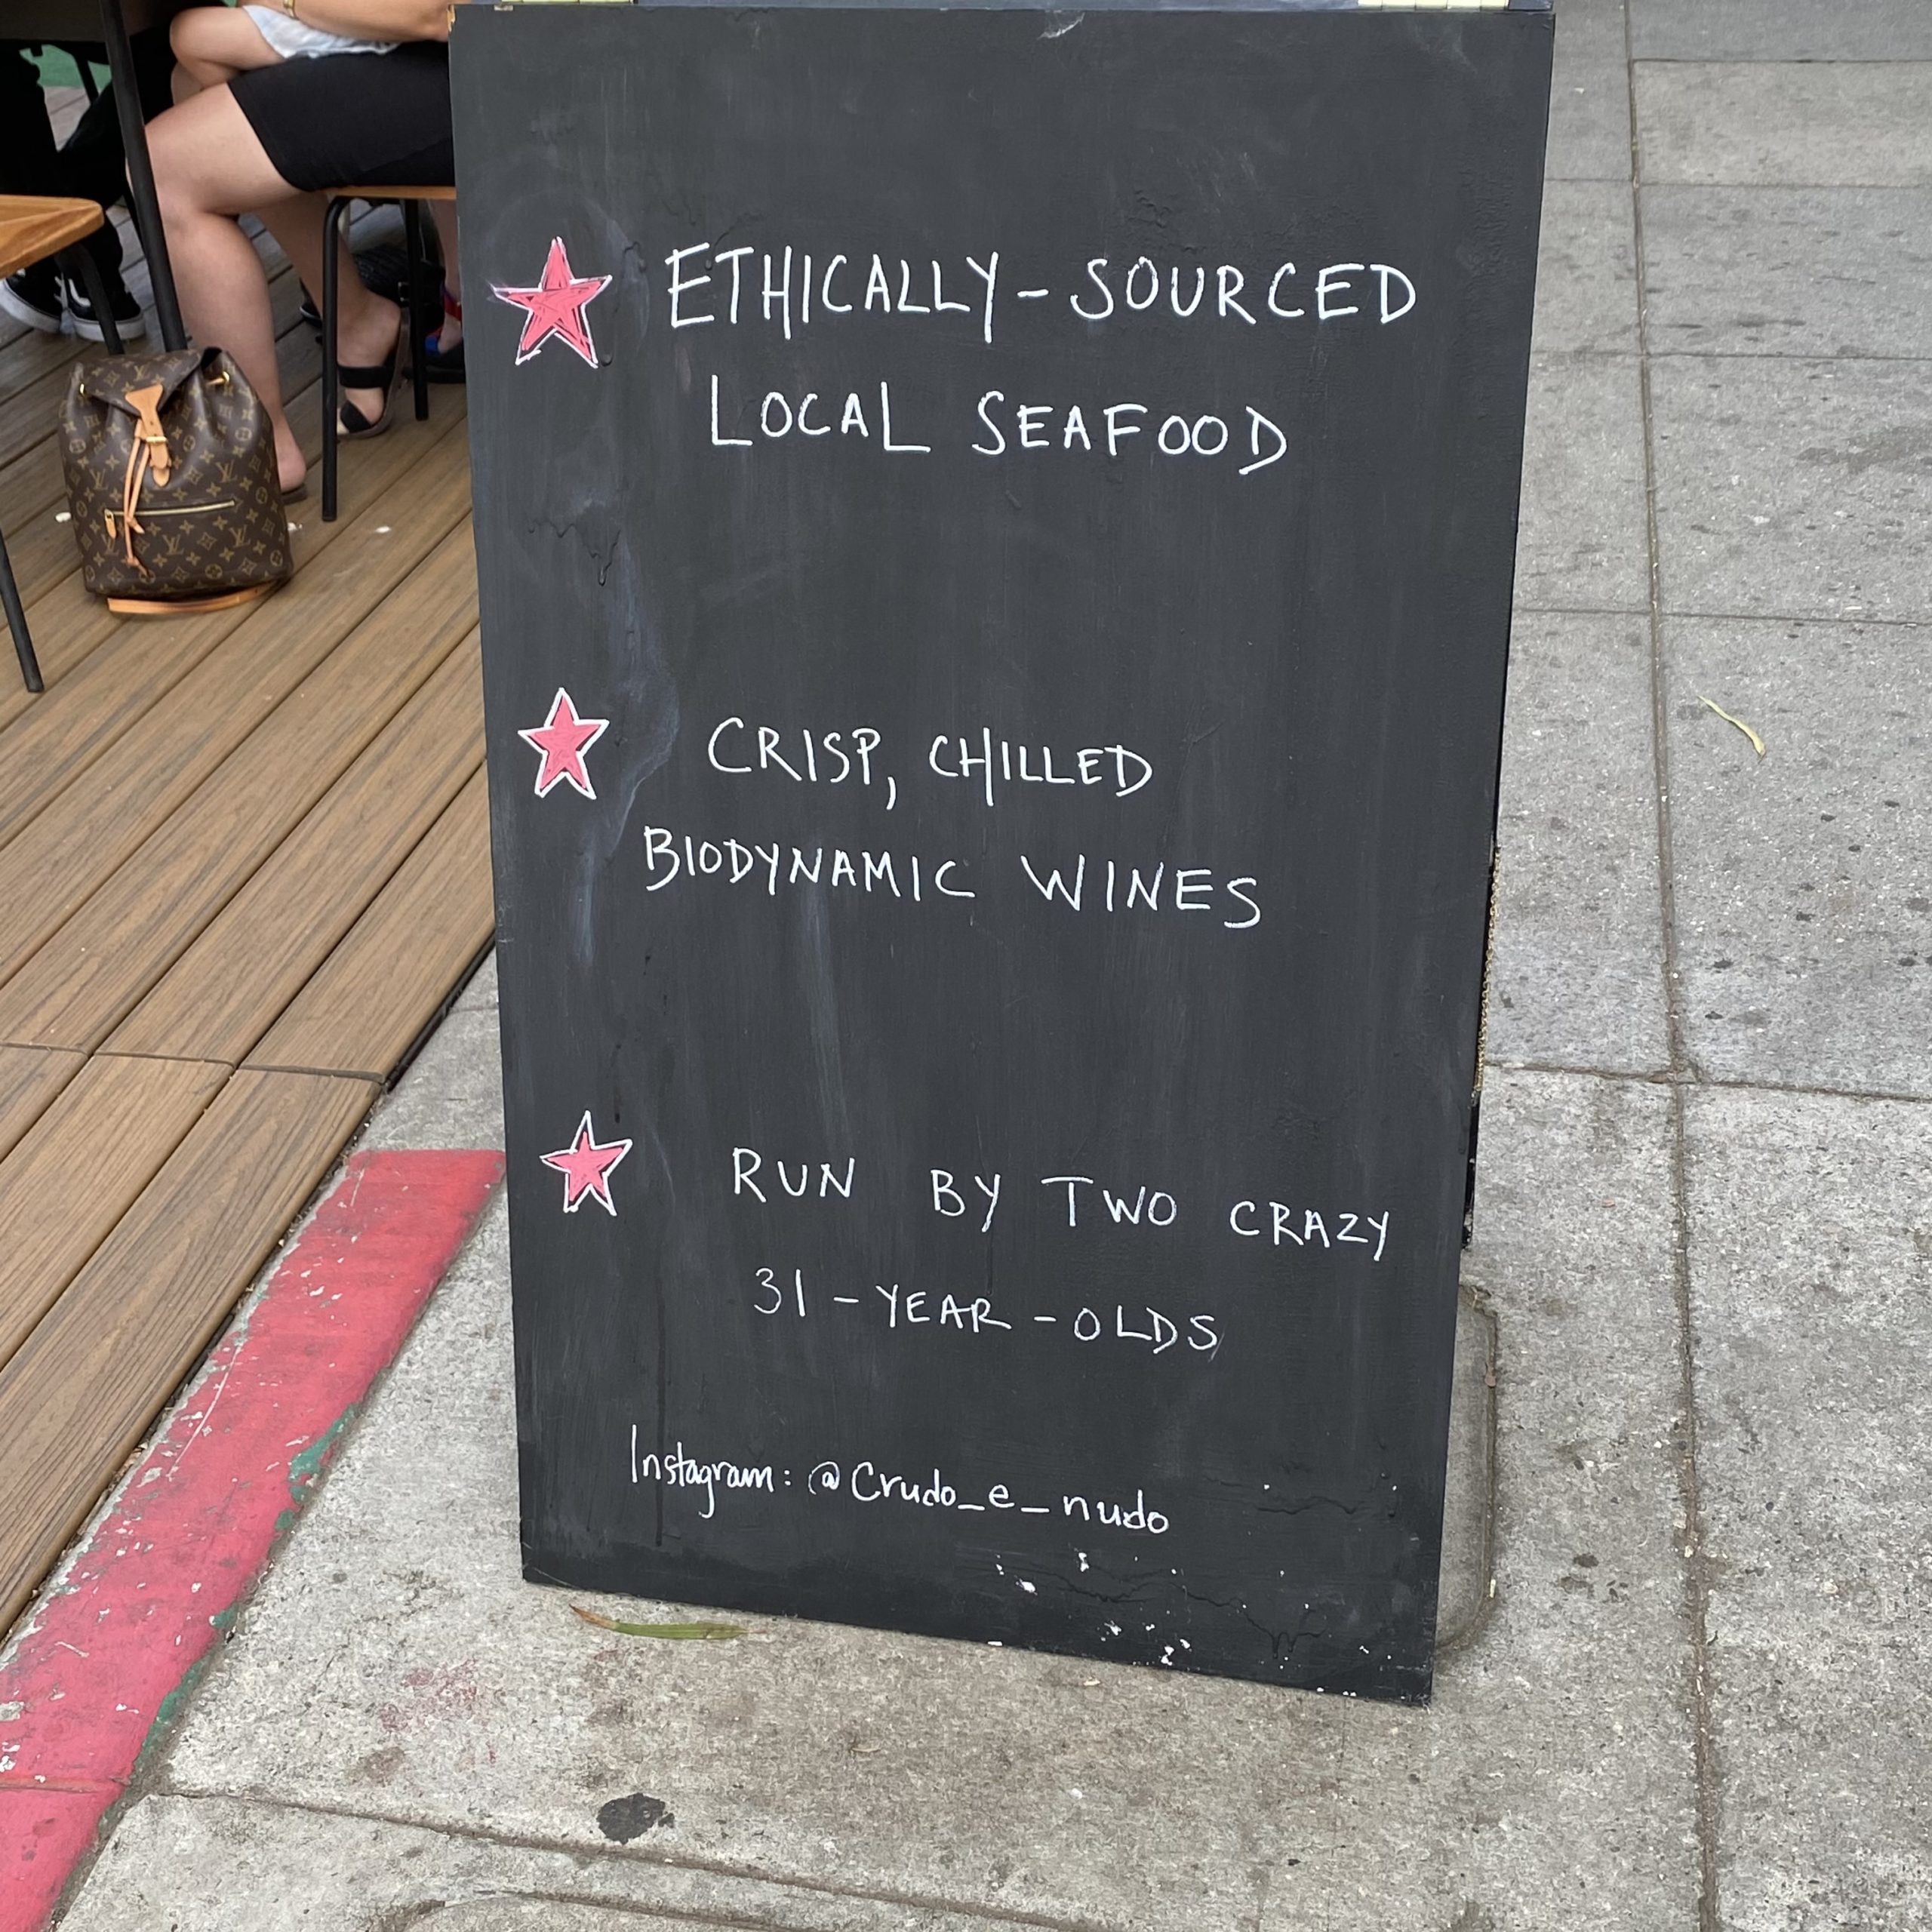 ETHICALLY-SOURCED
LOCAL SEAFOOD
CRISP, CHILLED
BIODYNAMIC WINES
RUN BY TWO CRAZY
31-YEAR-OLDS
Instagram: @Crudo_e_nudo